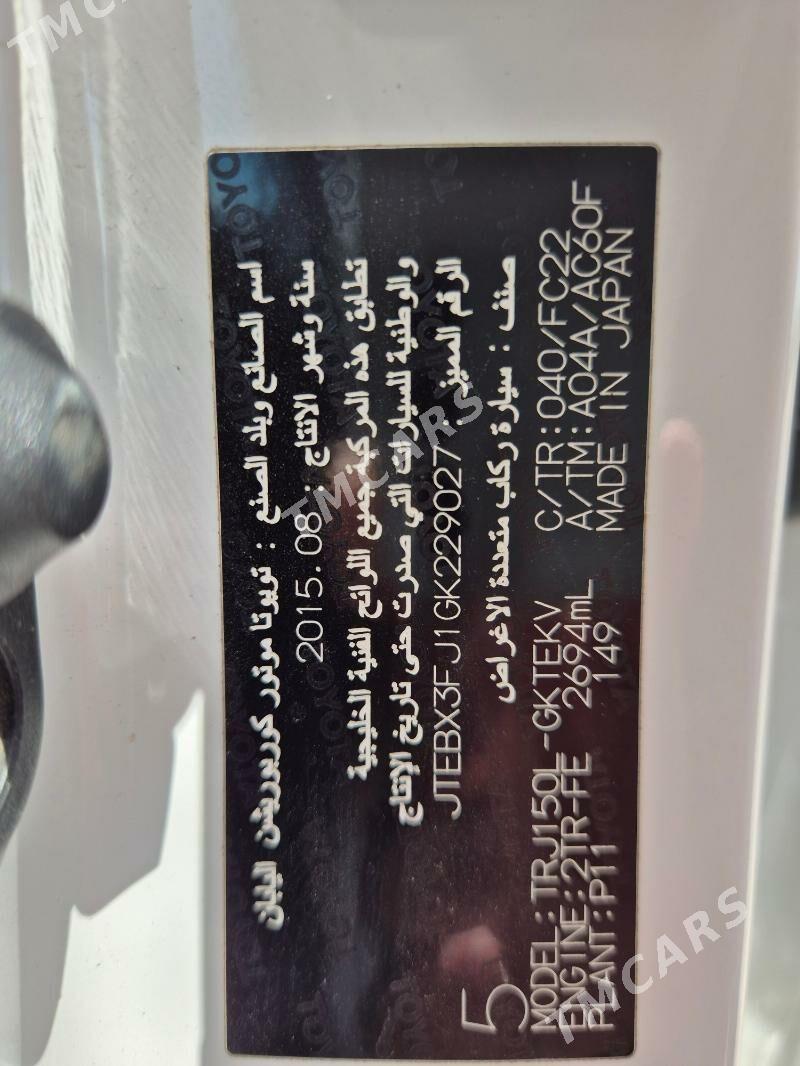 اسم الصانع وبلد الصنع : تويوتا موتور كوربوريشن اليابان
سنة وشهر الانتاج : 2015.08
تطابق هذه المركبة جميع اللوائح الفنية الخليجية
والوطنية للسيارات التي صدرت حتى تاريخ الإنتاج
الرقم المميز : JTEBX3FJ1GK229027
صنف : سيارة ركاب متعددة الاغراض
5
MODEL:TRJ150L-GKTEKV C/TR:040/FC22
ENGINE:2TR-FE 2694mL A/TM:A04A/AC60F
PLANT:P11 149 MADE IN JAPAN
TMCARS
TMCARS
TMCARS